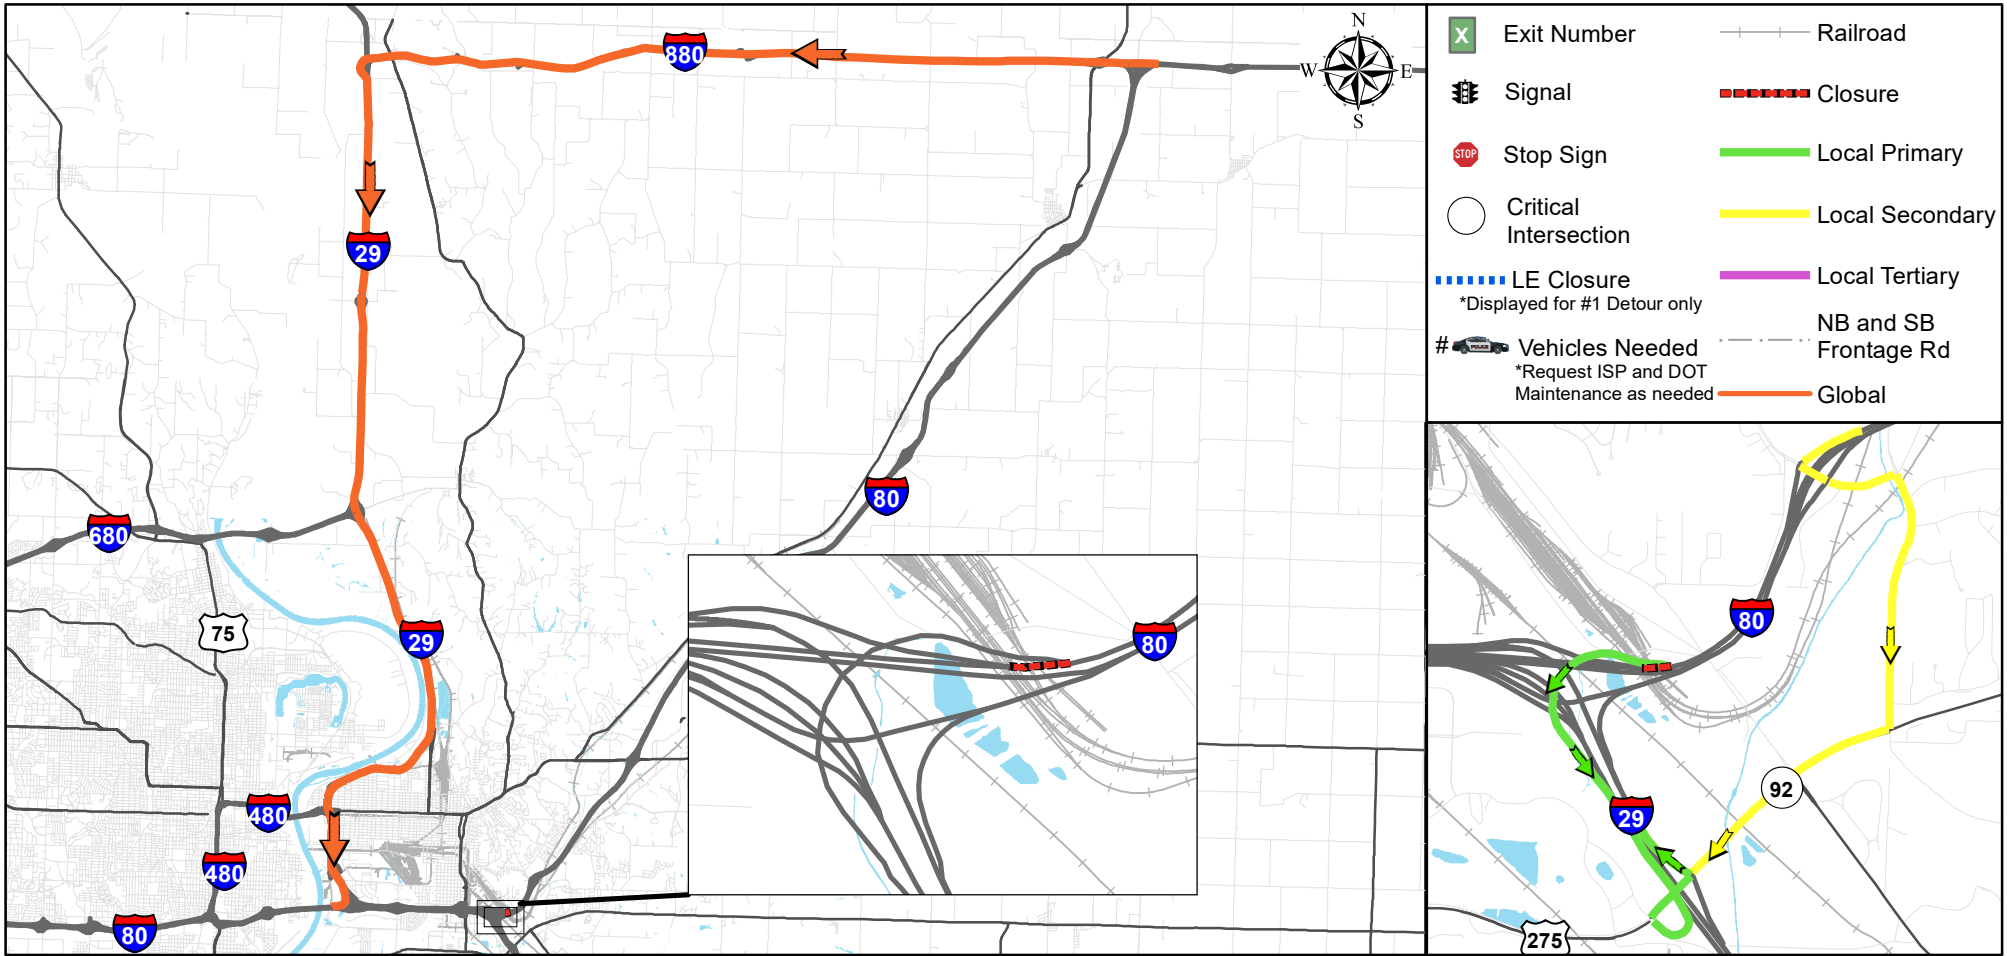 880
29
80
680
75
29
480
480
80
80
N
W
E
S
X
Exit Number
Railroad
Signal
Closure
STOP
Stop Sign
Local Primary
Critical
Intersection
Local Secondary
LE Closure
*Displayed for #1 Detour only
Local Tertiary
#
POLICE
Vehicles Needed
*Request ISP and DOT
Maintenance as needed
NB and SB
Frontage Rd
Global
80
92
29
275